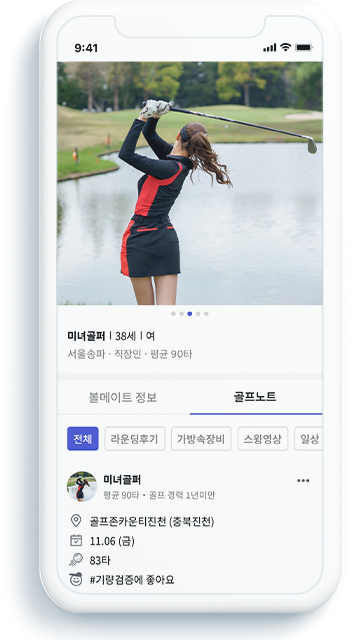 9:41
미녀골퍼 | 38세 | 여
서울송파 · 직장인 · 평균 90타
볼메이트 정보 골프노트
전체 라운딩후기 가방속장비 스윙영상 일상
미녀골퍼
평균 90타 • 골프 경력 1년미만
골프존카운티진천 (충북진천)
11.06 (금)
83타
#기량검증에 좋아요